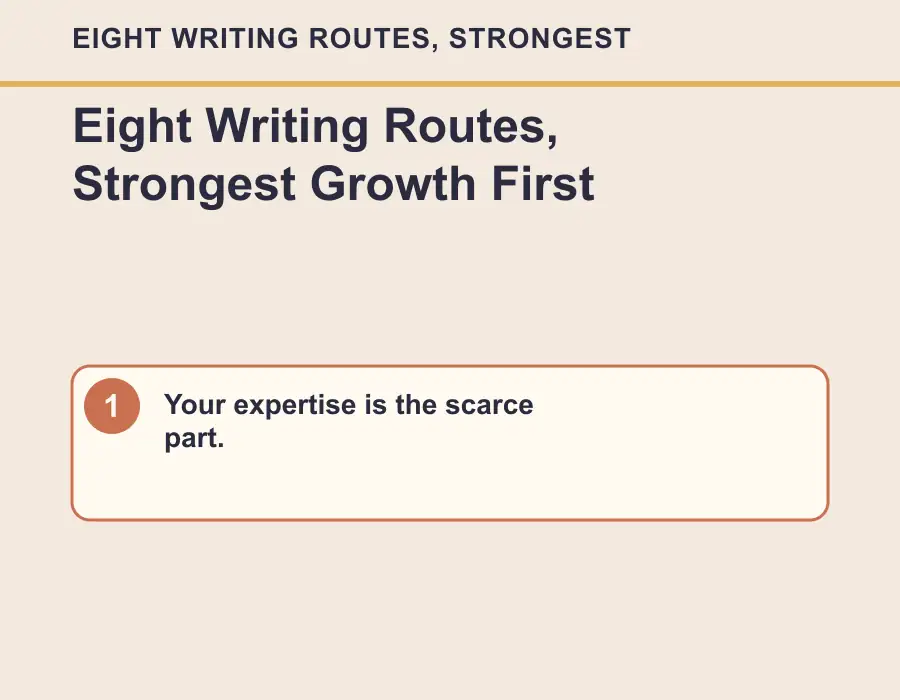 EIGHT WRITING ROUTES, STRONGEST
Eight Writing Routes,
Strongest Growth First
1
Your expertise is the scarce
part.